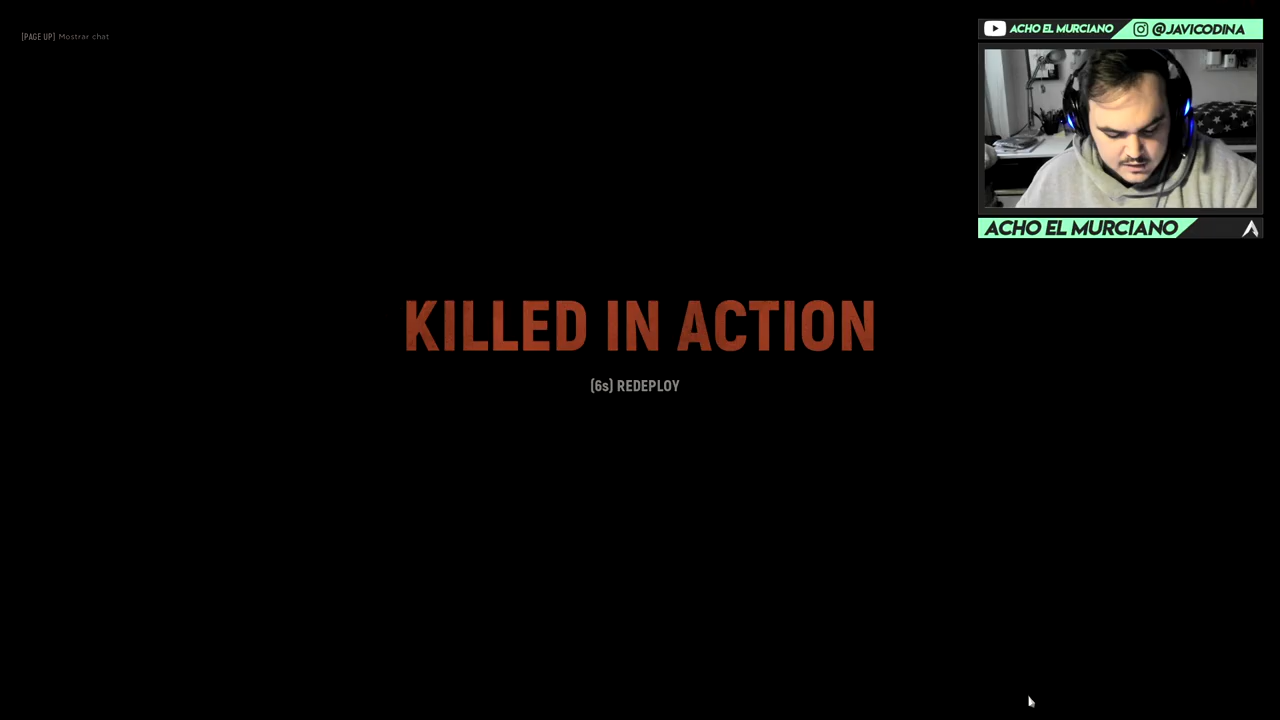 [PAGE UP] Mostrar chat
ACHO EL MURCIANO @JAVICODINA
ACHO EL MURCIANO
KILLED IN ACTION
(6s) REDEPLOY